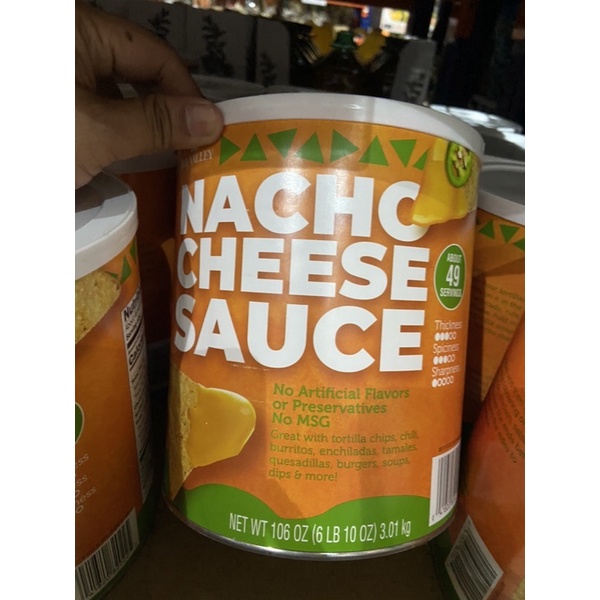 NACHO
CHEESE
SAUCE
ABOUT
49
SERVINGS
Thickness
Spiciness
Sharpness
No Artificial Flavors
or Preservatives
No MSG
Great with tortilla chips, chili,
burritos, enchiladas, tamales,
quesadillas, burgers, soups,
dips & more!
NET WT 106 OZ (6 LB 10 OZ) 3.01 kg